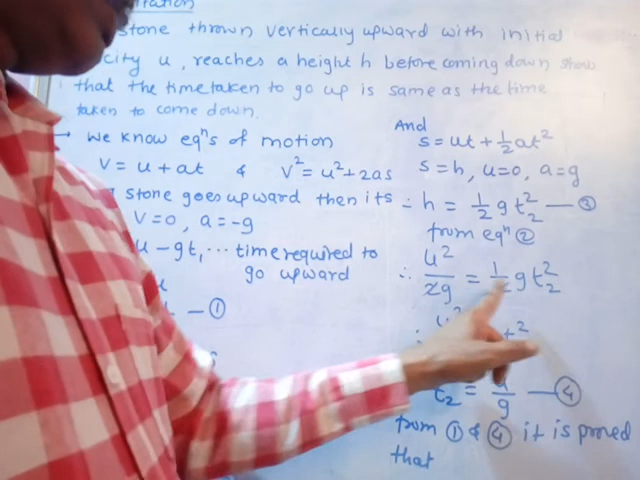 stone thrown vertically upward with initial
city u, reaches a height h before coming down show
that the time taken to go up is same as the time
taken to come down.
→ We know eqⁿs of motion
V = u + at & V² = u² + 2as
stone goes upward then its
V = 0, a = -g
u - gt, ... time required to
go upward
u
t — ①
And
s = ut + ½at²
s = h, u = 0, a = g
∴ h = ½ g t₂² — ③
from eqⁿ ②
∴ u²/2g = ½ g t₂²
t₂ = u/g — ④
from ① & ④ it is proved
that